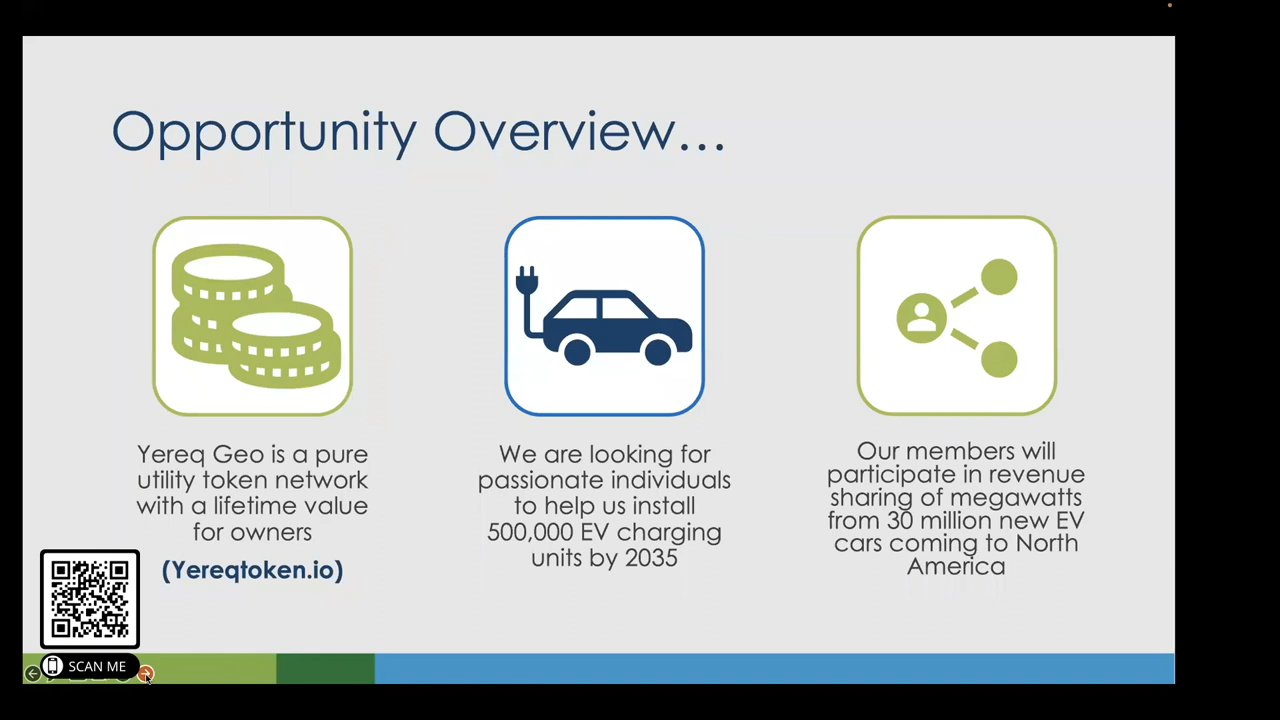 Opportunity Overview...
Yereq Geo is a pure
utility token network
with a lifetime value
for owners
(Yereqtoken.io)
We are looking for
passionate individuals
to help us install
500,000 EV charging
units by 2035
Our members will
participate in revenue
sharing of megawatts
from 30 million new EV
cars coming to North
America
SCAN ME